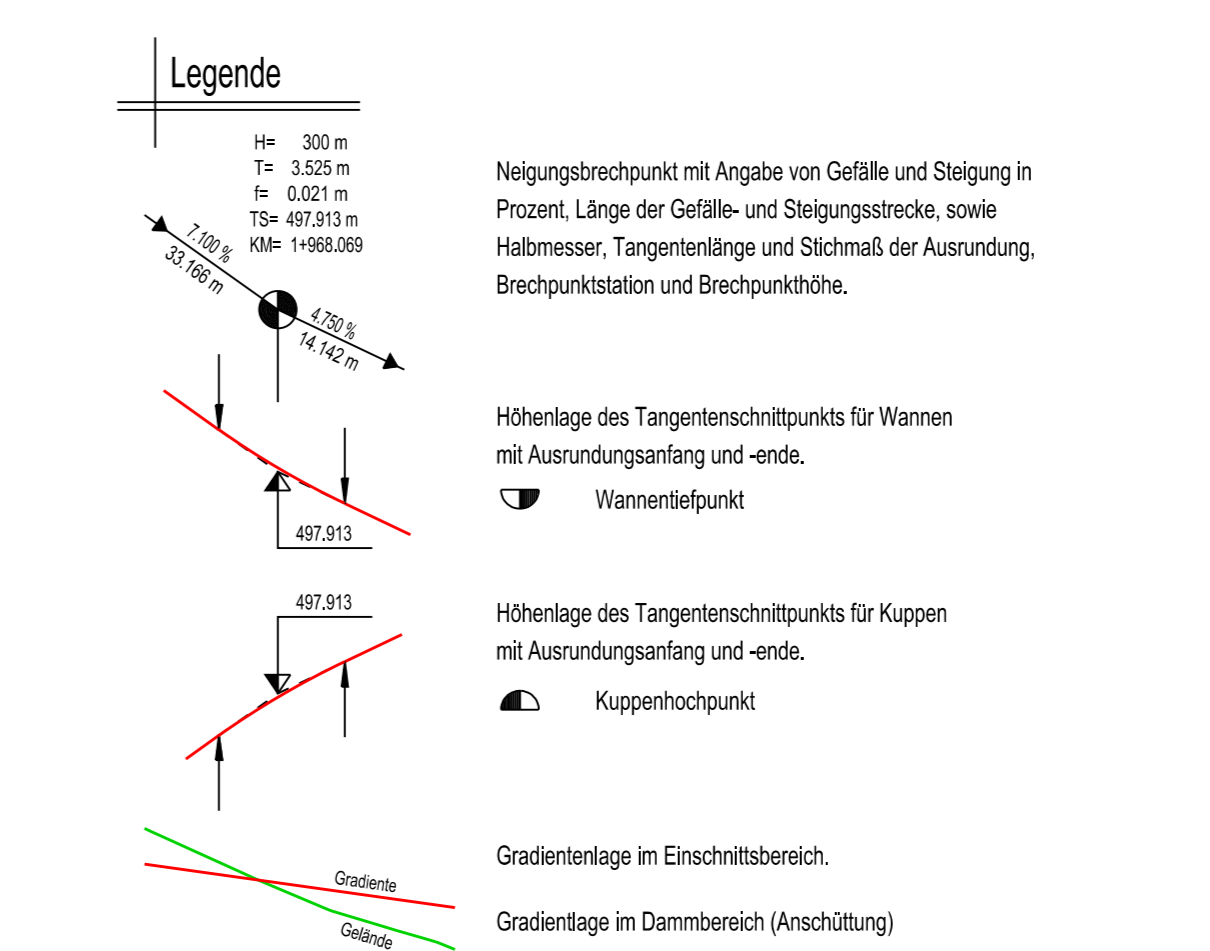 Legende
H= 300 m
T= 3.525 m
f= 0.021 m
TS= 497.913 m
KM= 1+968.069
7.100 %
33.166 m
4.750 %
14.142 m
Neigungsbrechpunkt mit Angabe von Gefälle und Steigung in
Prozent, Länge der Gefälle- und Steigungsstrecke, sowie
Halbmesser, Tangentenlänge und Stichmaß der Ausrundung,
Brechpunktstation und Brechpunkthöhe.
Höhenlage des Tangentenschnittpunkts für Wannen
mit Ausrundungsanfang und -ende.
Wannentiefpunkt
497.913
497.913
Höhenlage des Tangentenschnittpunkts für Kuppen
mit Ausrundungsanfang und -ende.
Kuppenhochpunkt
Gradientenlage im Einschnittsbereich.
Gradiente
Gelände
Gradientlage im Dammbereich (Anschüttung)